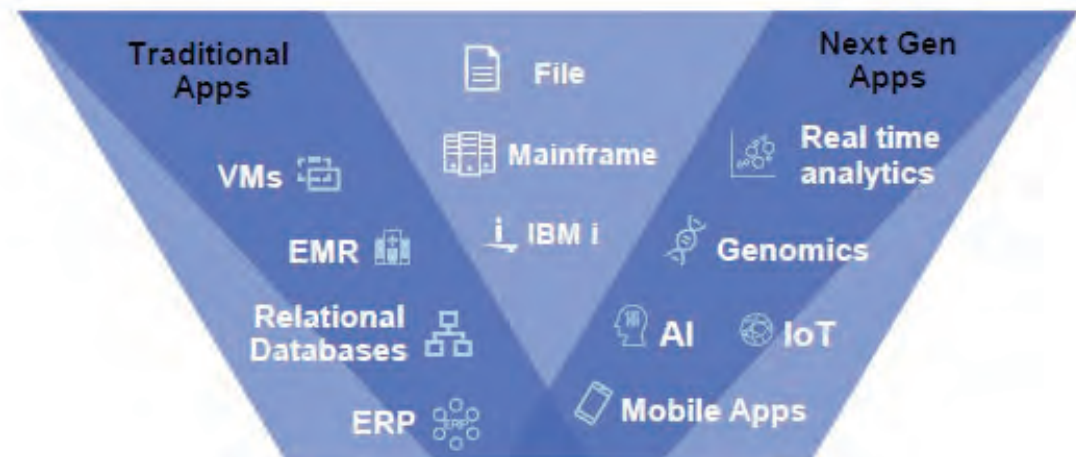 Traditional
Apps
VMs
EMR
Relational
Databases
ERP
File
Mainframe
i IBM i
Next Gen
Apps
Real time
analytics
Genomics
AI
IoT
Mobile Apps
ERP